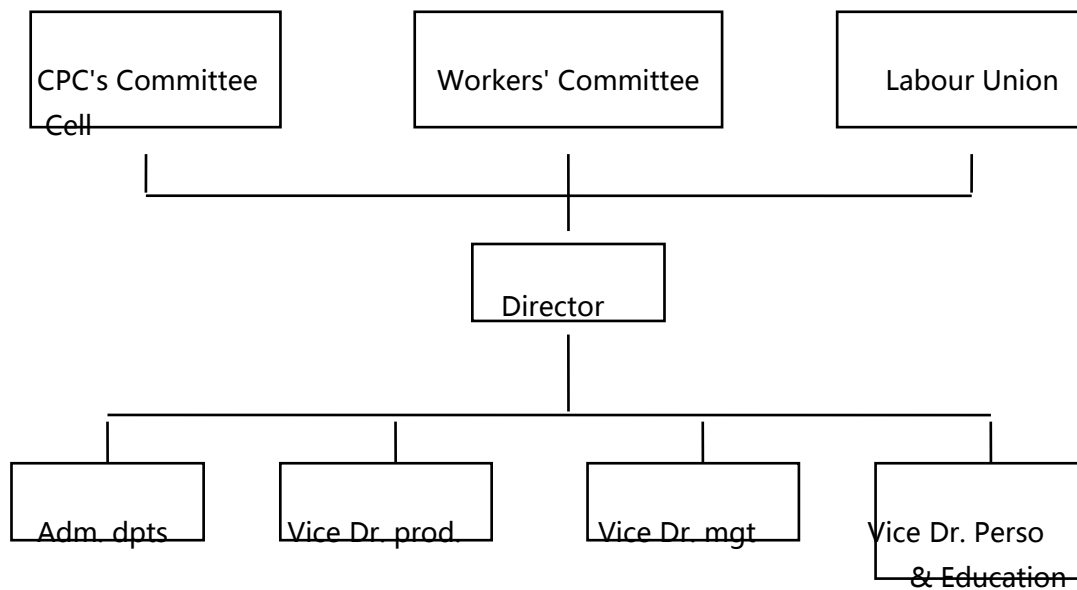 CPC's Committee
Cell
Workers' Committee
Labour Union
Director
Adm. dpts
Vice Dr. prod.
Vice Dr. mgt
Vice Dr. Perso
& Education